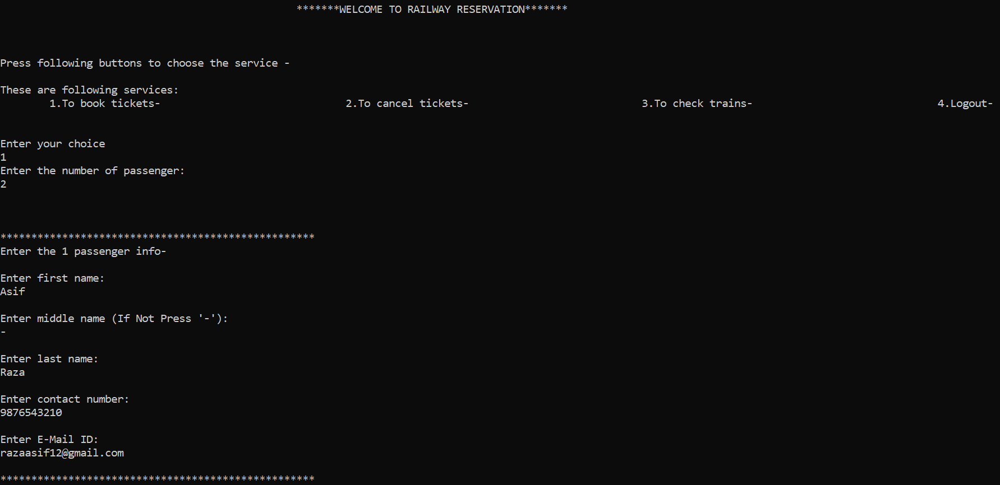 *******WELCOME TO RAILWAY RESERVATION*******
Press following buttons to choose the service -
These are following services:
1.To book tickets- 2.To cancel tickets- 3.To check trains- 4.Logout-
Enter your choice
1
Enter the number of passenger:
2
***************************************************
Enter the 1 passenger info-
Enter first name:
Asif
Enter middle name (If Not Press '-'):
-
Enter last name:
Raza
Enter contact number:
9876543210
Enter E-Mail ID:
razaasif12@gmail.com
***************************************************